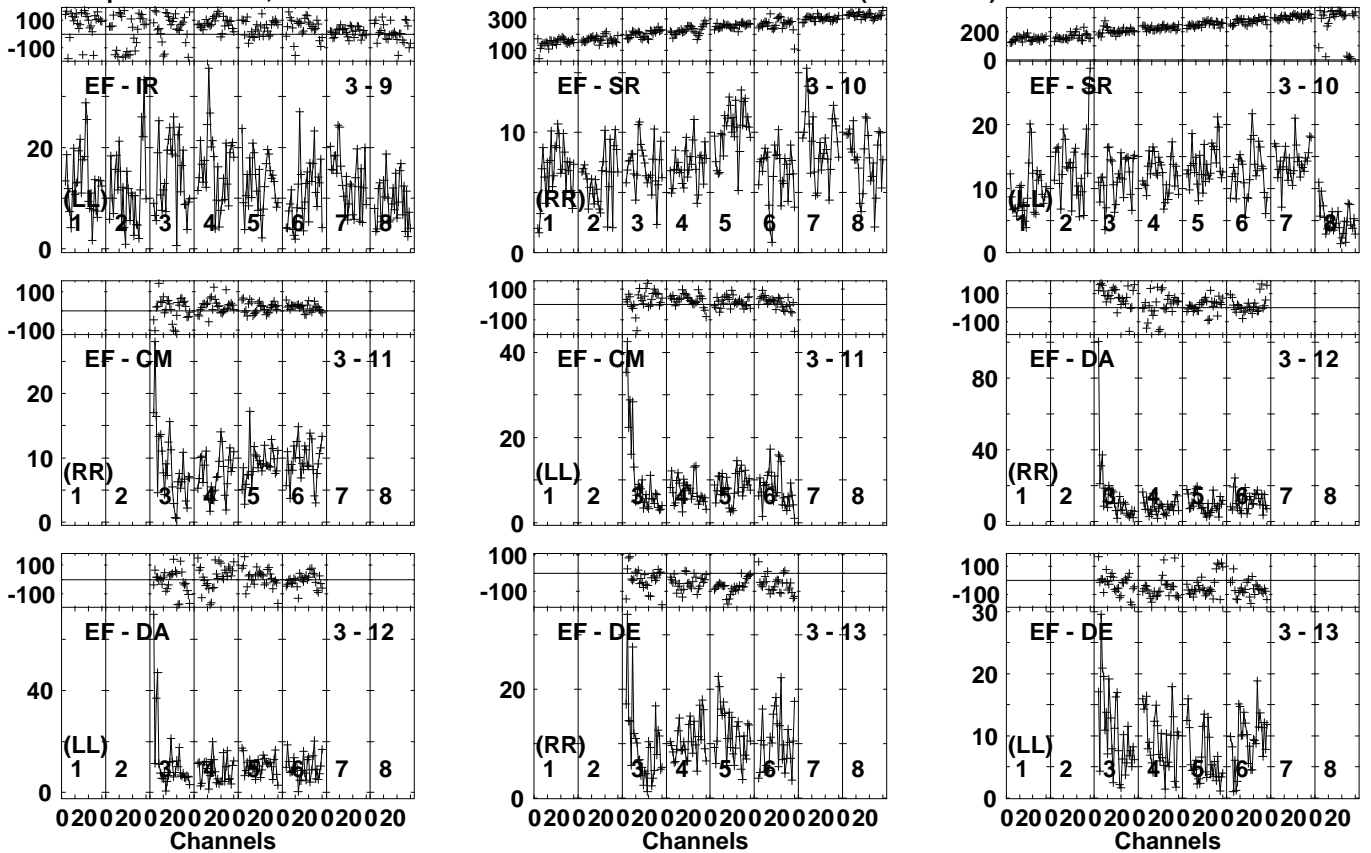 100
-100
EF - IR 3 - 9
20
0
(LL)
1 2 3 4 5 6 7 8
300
100
EF - SR 3 - 10
10
0
(RR)
1 2 3 4 5 6 7 8
200
0
EF - SR 3 - 10
20
10
0
(LL)
1 2 3 4 5 6 7 8
100
-100
EF - CM 3 - 11
20
10
0
(RR)
1 2 3 4 5 6 7 8
100
-100
EF - CM 3 - 11
40
20
0
(LL)
1 2 3 4 5 6 7 8
100
-100
EF - DA 3 - 12
80
40
0
(RR)
1 2 3 4 5 6 7 8
100
-100
EF - DA 3 - 12
40
0
(LL)
1 2 3 4 5 6 7 8
020020020020020020020020
Channels
100
-100
EF - DE 3 - 13
20
0
(RR)
1 2 3 4 5 6 7 8
020020020020020020020020
Channels
100
-100
EF - DE 3 - 13
30
20
10
0
(LL)
1 2 3 4 5 6 7 8
020020020020020020020020
Channels